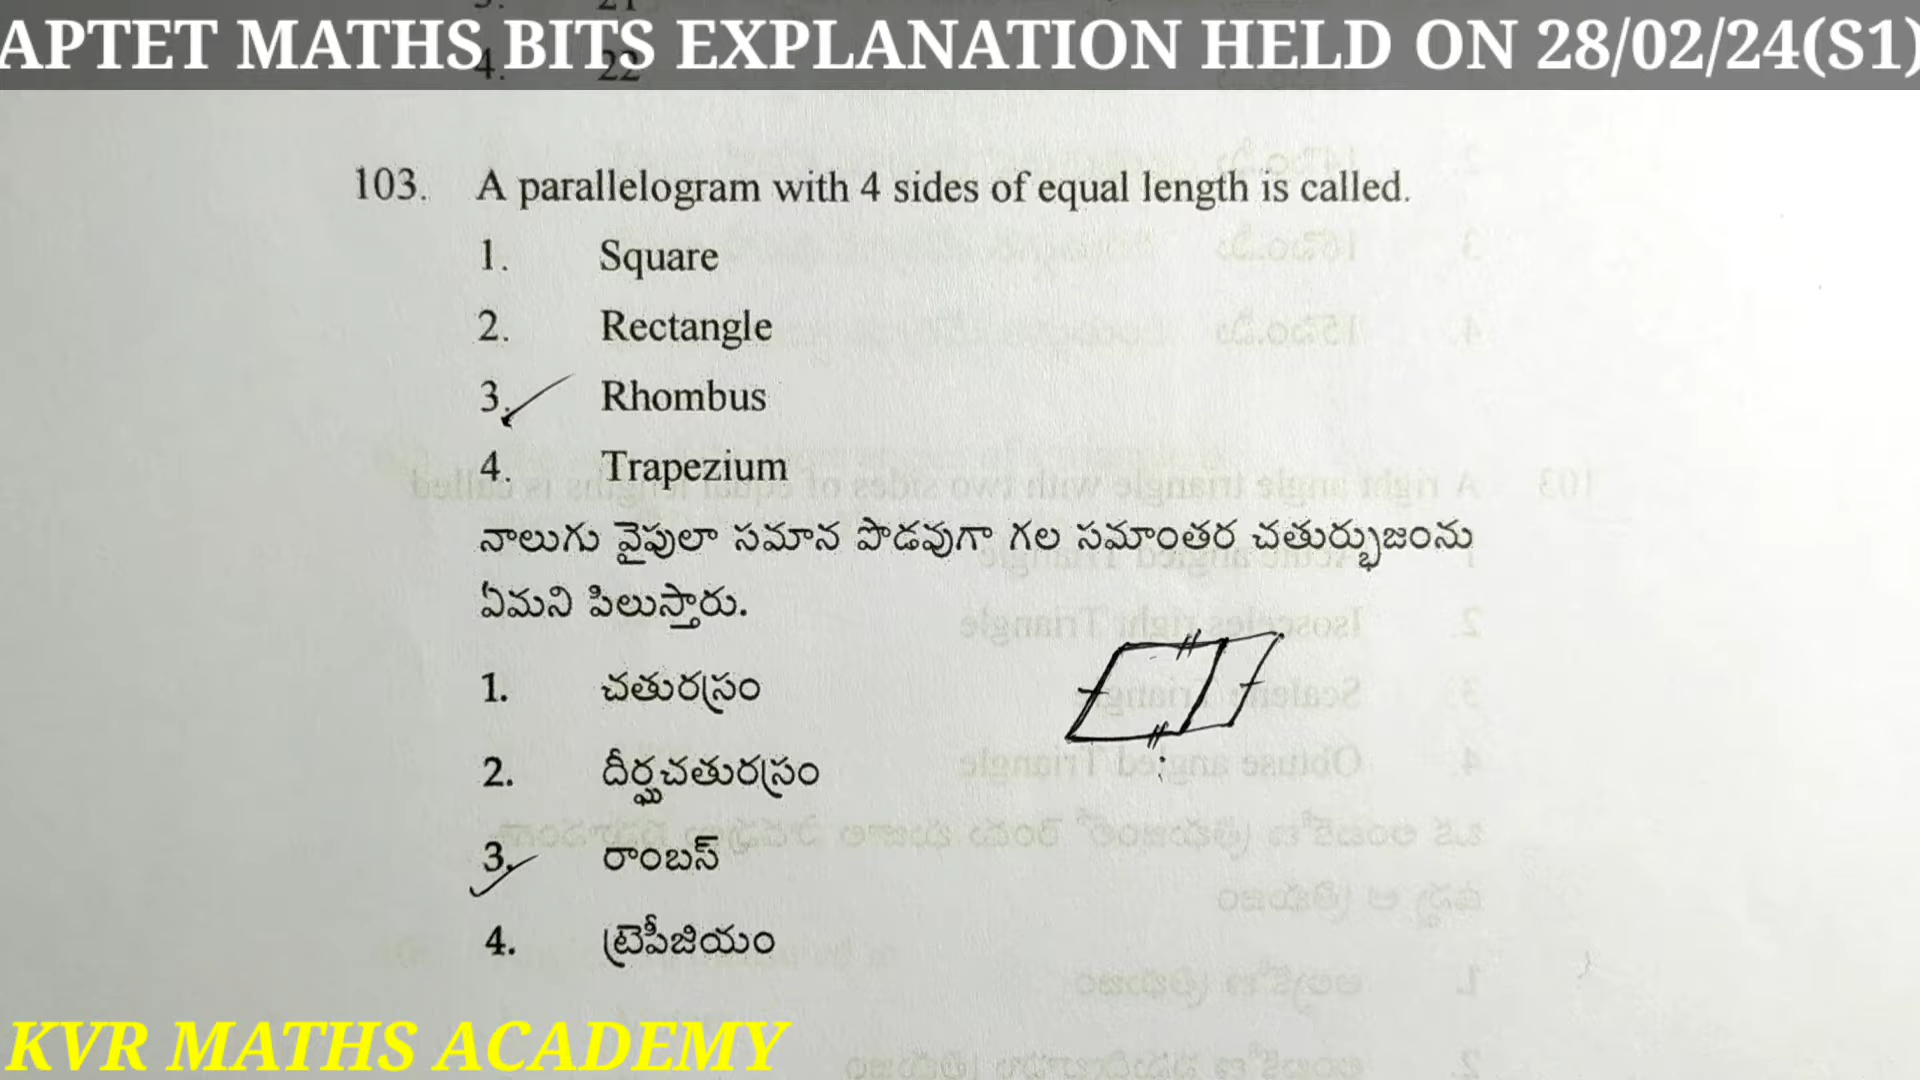 APTET MATHS BITS EXPLANATION HELD ON 28/02/24(S1)
4. 22
103. A parallelogram with 4 sides of equal length is called.
1. Square
2. Rectangle
3. Rhombus
4. Trapezium
నాలుగు వైపులా సమాన పొడవుగా గల సమాంతర చతుర్భుజంను
ఏమని పిలుస్తారు.
1. చతురస్రం
2. దీర్ఘచతురస్రం
3. రాంబస్
4. ట్రెపీజియం
KVR MATHS ACADEMY